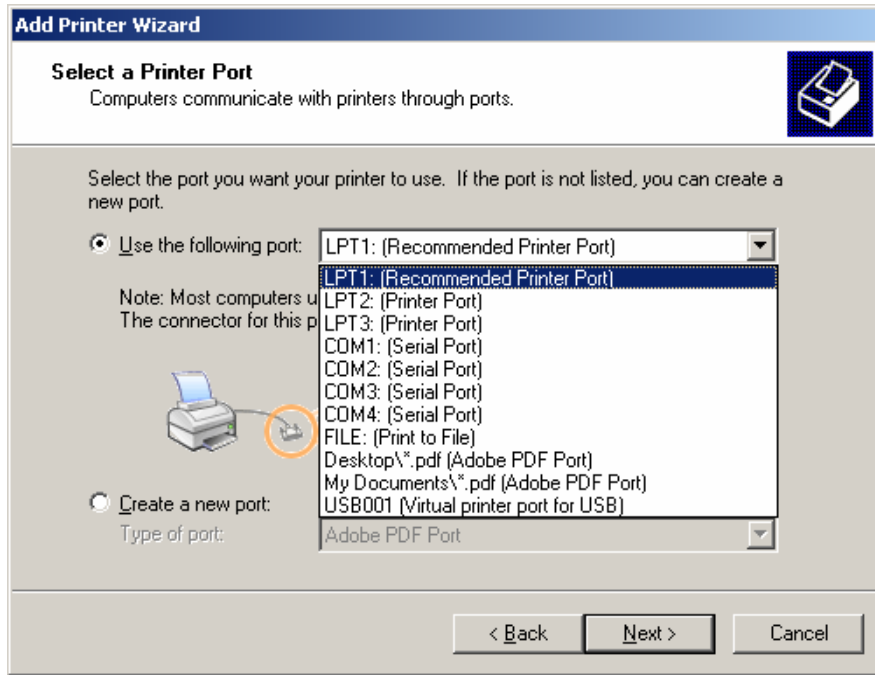 Add Printer Wizard
Select a Printer Port
Computers communicate with printers through ports.
Select the port you want your printer to use. If the port is not listed, you can create a
new port.
Use the following port:
LPT1: (Recommended Printer Port)
LPT1: (Recommended Printer Port)
Note: Most computers u
LPT2: (Printer Port)
The connector for this p
LPT3: (Printer Port)
COM1: (Serial Port)
COM2: (Serial Port)
COM3: (Serial Port)
COM4: (Serial Port)
FILE: (Print to File)
Desktop\*.pdf (Adobe PDF Port)
My Documents\*.pdf (Adobe PDF Port)
USB001 (Virtual printer port for USB)
Create a new port:
Type of port:
Adobe PDF Port
< Back
Next >
Cancel